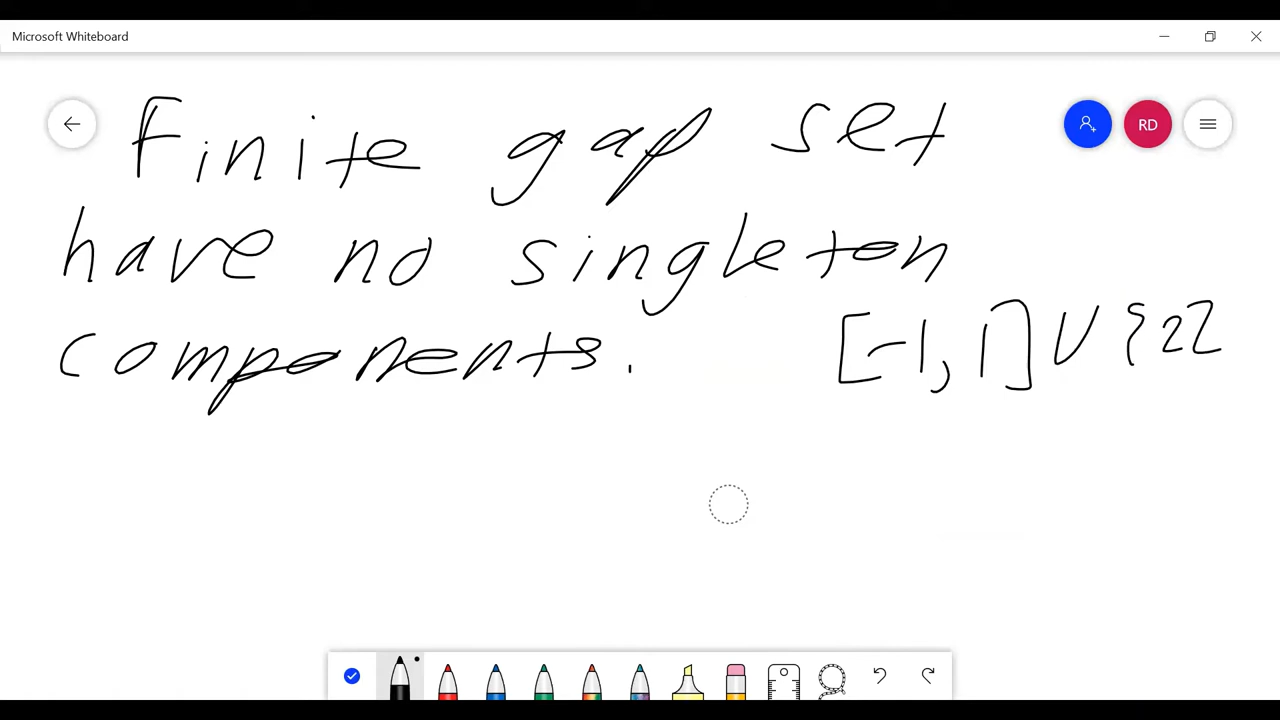 Microsoft Whiteboard
Finite gap set
RD
have no singleton
components.
[-1, 1] ∪ {2}